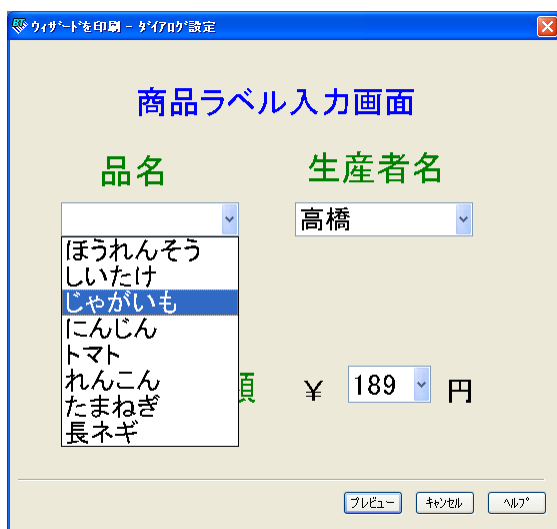 ウィザードを印刷 - ダイアログ設定
商品ラベル入力画面
品名
生産者名
高橋
ほうれんそう
しいたけ
じゃがいも
にんじん
トマト
れんこん
たまねぎ
長ネギ
¥ 189 円
プレビュー キャンセル ヘルプ